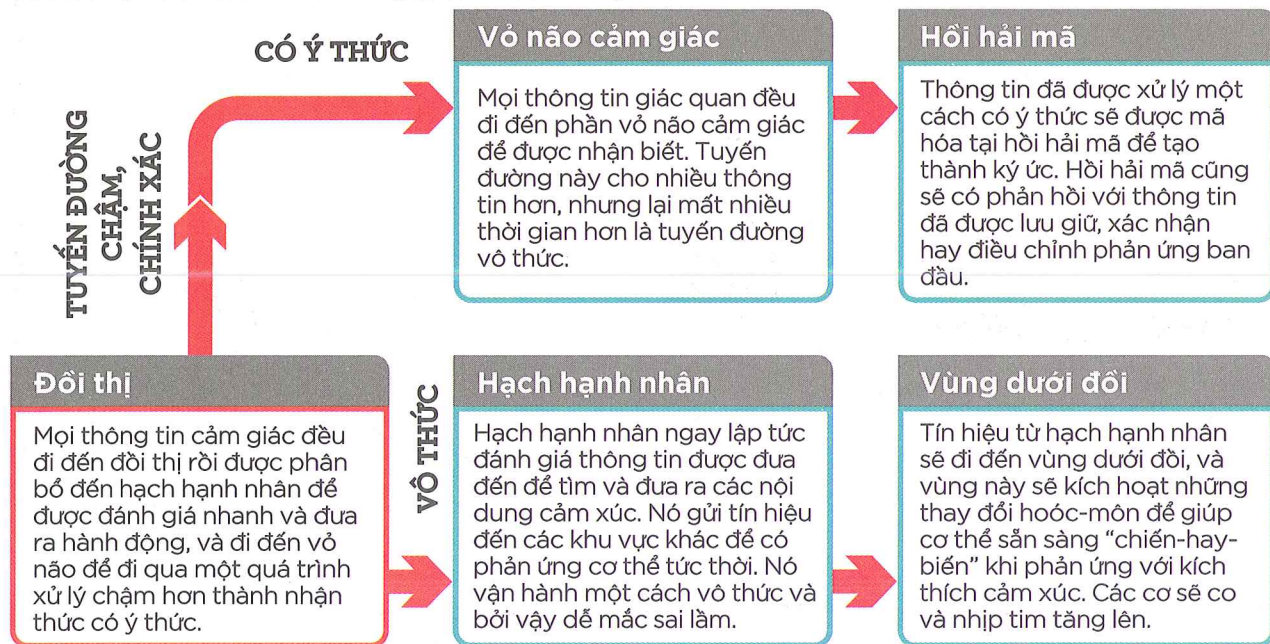 CÓ Ý THỨC
TUYẾN ĐƯỜNG
CHẬM,
CHÍNH XÁC
Vỏ não cảm giác
Mọi thông tin giác quan đều
đi đến phần vỏ não cảm giác
để được nhận biết. Tuyến
đường này cho nhiều thông
tin hơn, nhưng lại mất nhiều
thời gian hơn là tuyến đường
vô thức.
Hồi hải mã
Thông tin đã được xử lý một
cách có ý thức sẽ được mã
hóa tại hồi hải mã để tạo
thành ký ức. Hồi hải mã cũng
sẽ có phản hồi với thông tin
đã được lưu giữ, xác nhận
hay điều chỉnh phản ứng ban
đầu.
Đồi thị
Mọi thông tin cảm giác đều
đi đến đồi thị rồi được phân
bổ đến hạch hạnh nhân để
được đánh giá nhanh và đưa
ra hành động, và đi đến vỏ
não để đi qua một quá trình
xử lý chậm hơn thành nhận
thức có ý thức.
VÔ THỨC
Hạch hạnh nhân
Hạch hạnh nhân ngay lập tức
đánh giá thông tin được đưa
đến để tìm và đưa ra các nội
dung cảm xúc. Nó gửi tín hiệu
đến các khu vực khác để có
phản ứng cơ thể tức thời. Nó
vận hành một cách vô thức và
bởi vậy dễ mắc sai lầm.
Vùng dưới đồi
Tín hiệu từ hạch hạnh nhân
sẽ đi đến vùng dưới đồi, và
vùng này sẽ kích hoạt những
thay đổi hoóc-môn để giúp
cơ thể sẵn sàng “chiến-hay-
biến” khi phản ứng với kích
thích cảm xúc. Các cơ sẽ co
và nhịp tim tăng lên.